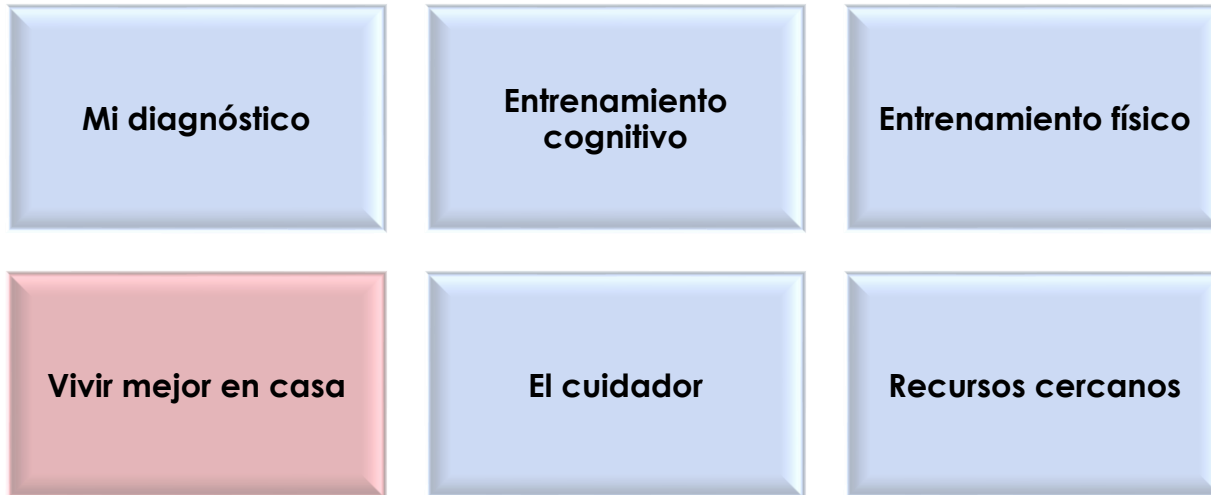 Mi diagnóstico
Entrenamiento
cognitivo
Entrenamiento físico
Vivir mejor en casa
El cuidador
Recursos cercanos